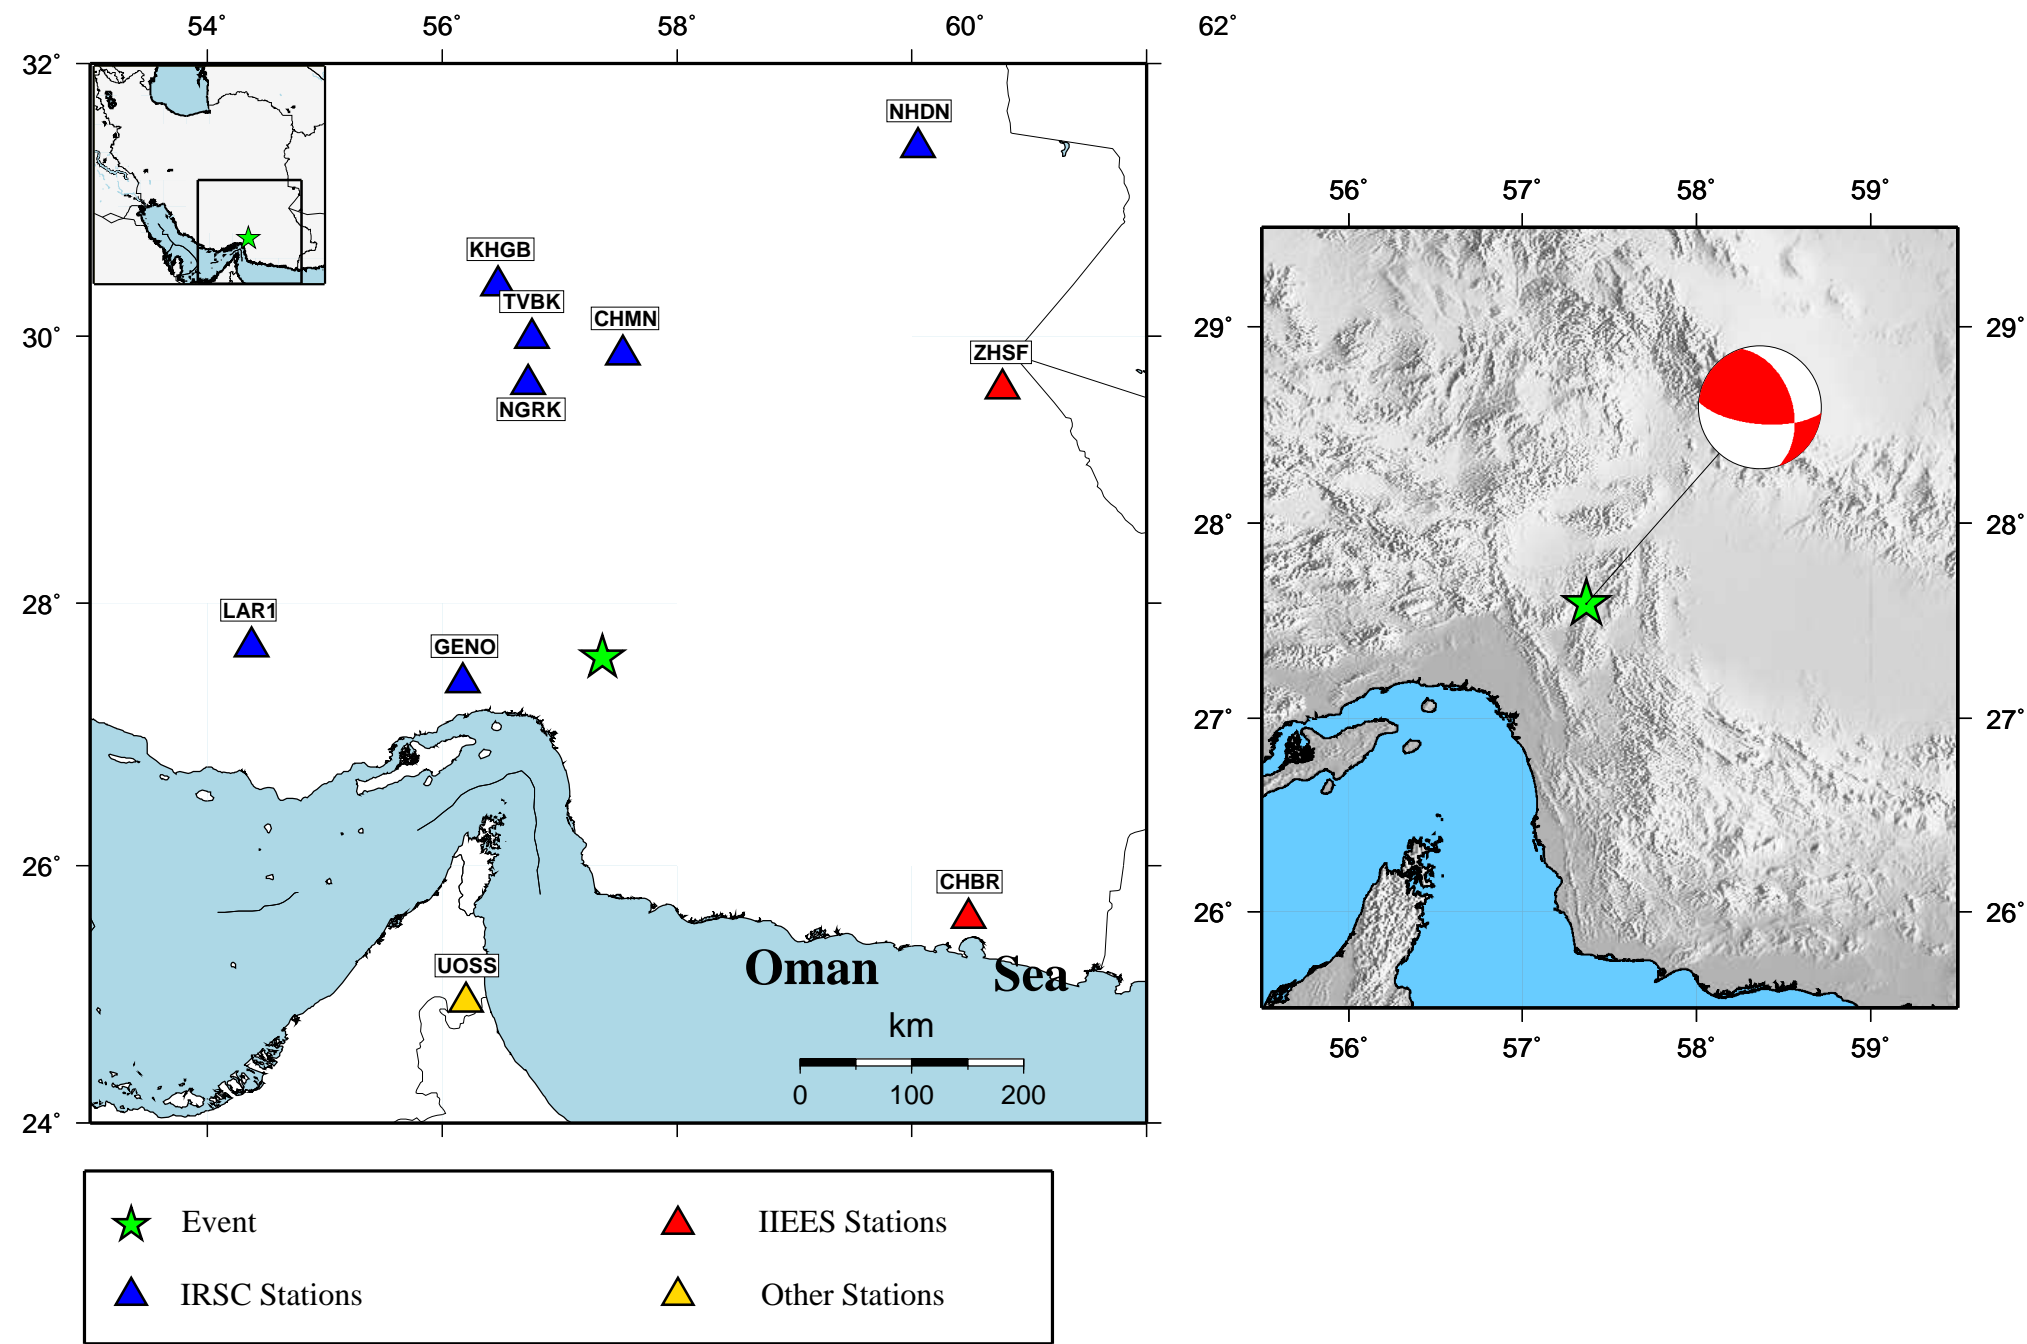 54° 56° 58° 60° 62°
32°
NHDN
56° 57° 58° 59°
KHGB
TVBK
CHMN
30°
29° 29°
ZHSF
NGRK
28° 28°
28°
LAR1
GENO
27° 27°
26°
CHBR
26° 26°
Oman Sea
UOSS
km
0 100 200
56° 57° 58° 59°
24°
Event
IIEES Stations
IRSC Stations
Other Stations